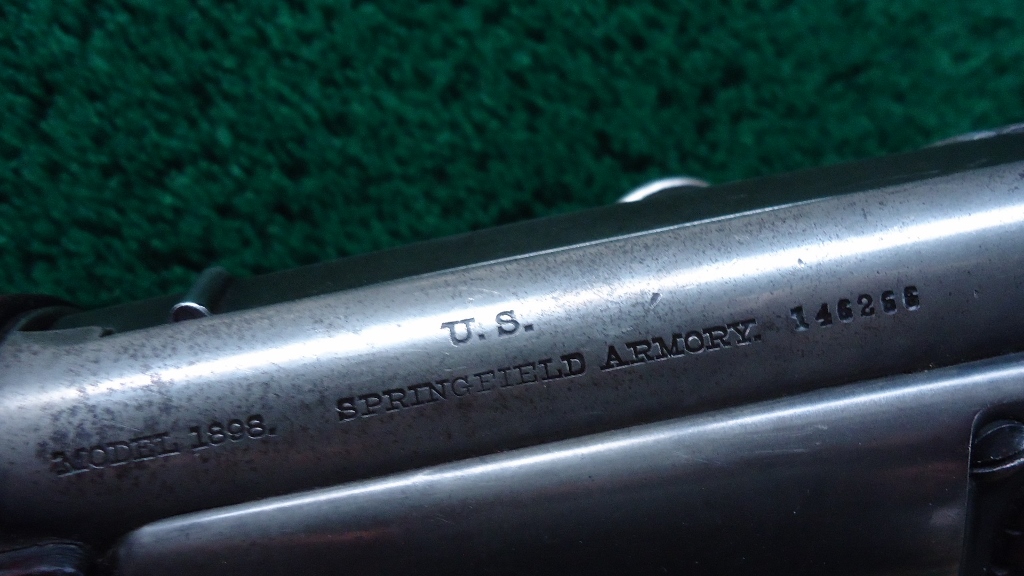 U. S.
MODEL 1898. SPRINGFIELD ARMORY. 146266